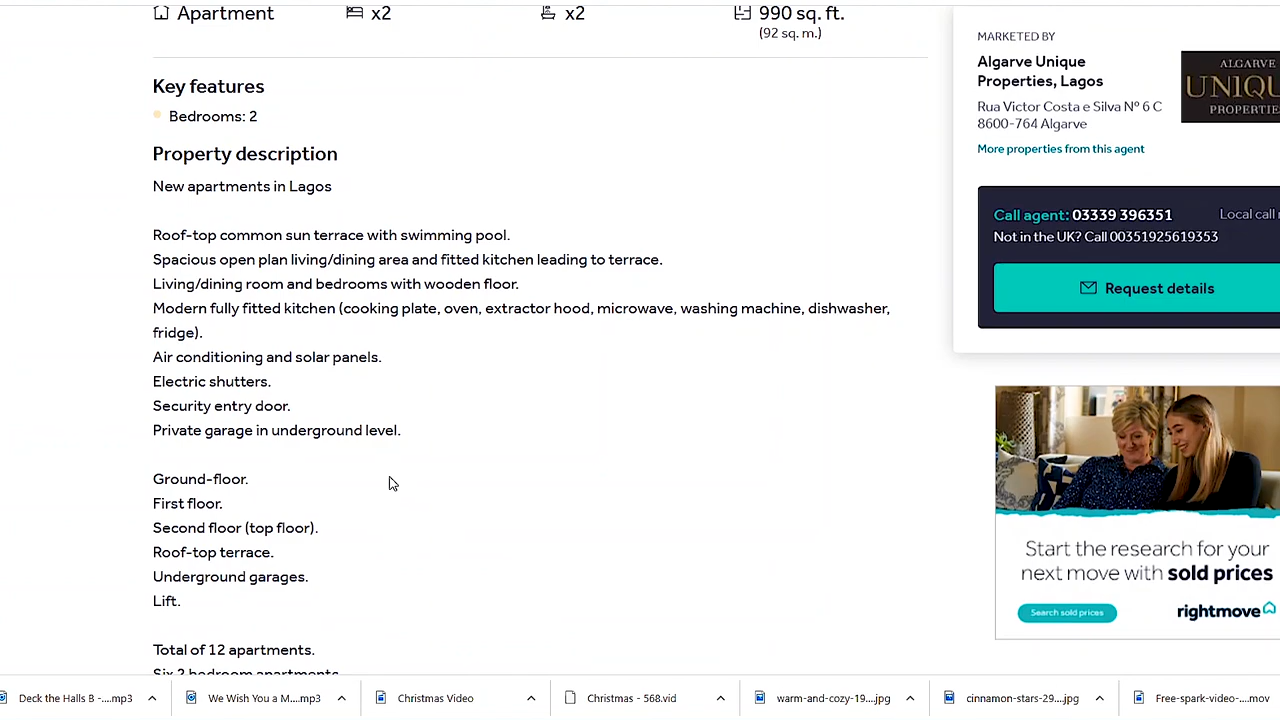 Apartment
x2
x2
990 sq. ft.
(92 sq. m.)
Key features
Bedrooms: 2
Property description
New apartments in Lagos
Roof-top common sun terrace with swimming pool.
Spacious open plan living/dining area and fitted kitchen leading to terrace.
Living/dining room and bedrooms with wooden floor.
Modern fully fitted kitchen (cooking plate, oven, extractor hood, microwave, washing machine, dishwasher,
fridge).
Air conditioning and solar panels.
Electric shutters.
Security entry door.
Private garage in underground level.
Ground-floor.
First floor.
Second floor (top floor).
Roof-top terrace.
Underground garages.
Lift.
Total of 12 apartments.
Six 2 bedroom apartments
MARKETED BY
Algarve Unique
Properties, Lagos
Rua Victor Costa e Silva Nº 6 C
8600-764 Algarve
More properties from this agent
ALGARVE
UNIQU
PROPERTIE
Call agent: 03339 396351
Local call
Not in the UK? Call 00351925619353
Request details
Start the research for your
next move with sold prices
Search sold prices
rightmove
Deck the Halls B -....mp3
We Wish You a M....mp3
Christmas Video
Christmas - 568.vid
warm-and-cozy-19....jpg
cinnamon-stars-29....jpg
Free-spark-video-....mov